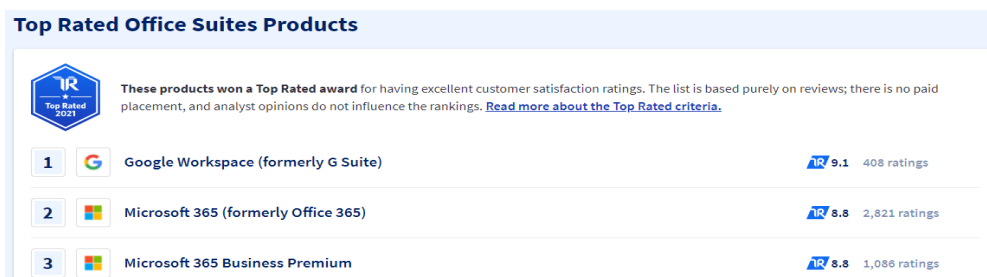 Top Rated Office Suites Products
TR
Top Rated
2021
These products won a Top Rated award for having excellent customer satisfaction ratings. The list is based purely on reviews; there is no paid
placement, and analyst opinions do not influence the rankings. Read more about the Top Rated criteria.
1 G Google Workspace (formerly G Suite) TR 9.1 408 ratings
2 Microsoft 365 (formerly Office 365) TR 8.8 2,821 ratings
3 Microsoft 365 Business Premium TR 8.8 1,086 ratings